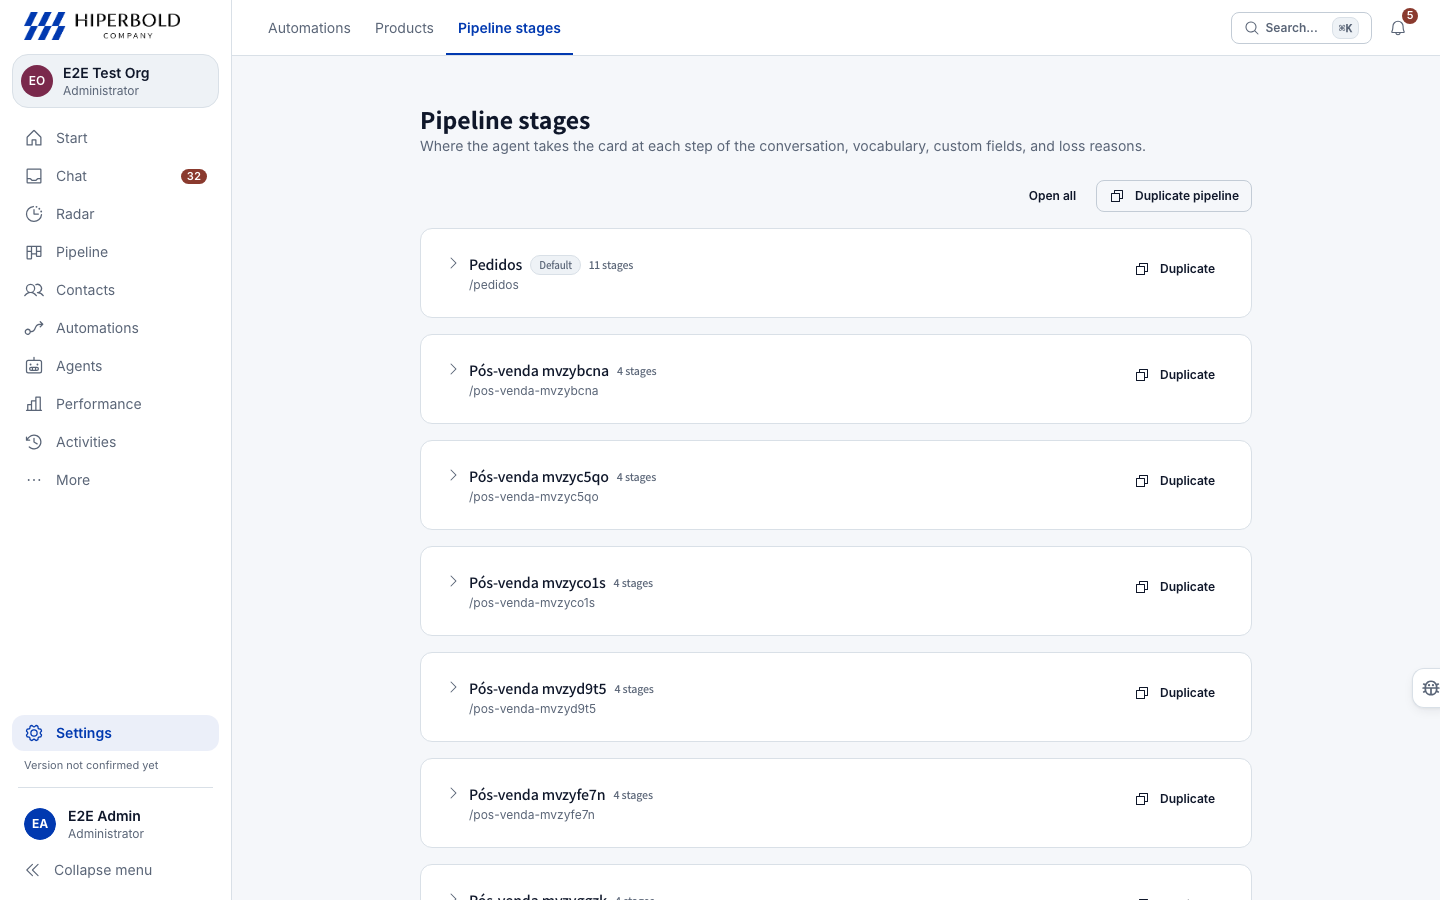 HIPERBOLD
COMPANY
EO
E2E Test Org
Administrator
Start
Chat
32
Radar
Pipeline
Contacts
Automations
Agents
Performance
Activities
More
Settings
Version not confirmed yet
EA
E2E Admin
Administrator
Collapse menu
Automations
Products
Pipeline stages
Search...
⌘K
5
Pipeline stages
Where the agent takes the card at each step of the conversation, vocabulary, custom fields, and loss reasons.
Open all
Duplicate pipeline
Pedidos Default 11 stages
/pedidos
Duplicate
Pós-venda mvzybcna 4 stages
/pos-venda-mvzybcna
Duplicate
Pós-venda mvzyc5qo 4 stages
/pos-venda-mvzyc5qo
Duplicate
Pós-venda mvzyco1s 4 stages
/pos-venda-mvzyco1s
Duplicate
Pós-venda mvzyd9t5 4 stages
/pos-venda-mvzyd9t5
Duplicate
Pós-venda mvzyfe7n 4 stages
/pos-venda-mvzyfe7n
Duplicate
Pós-venda